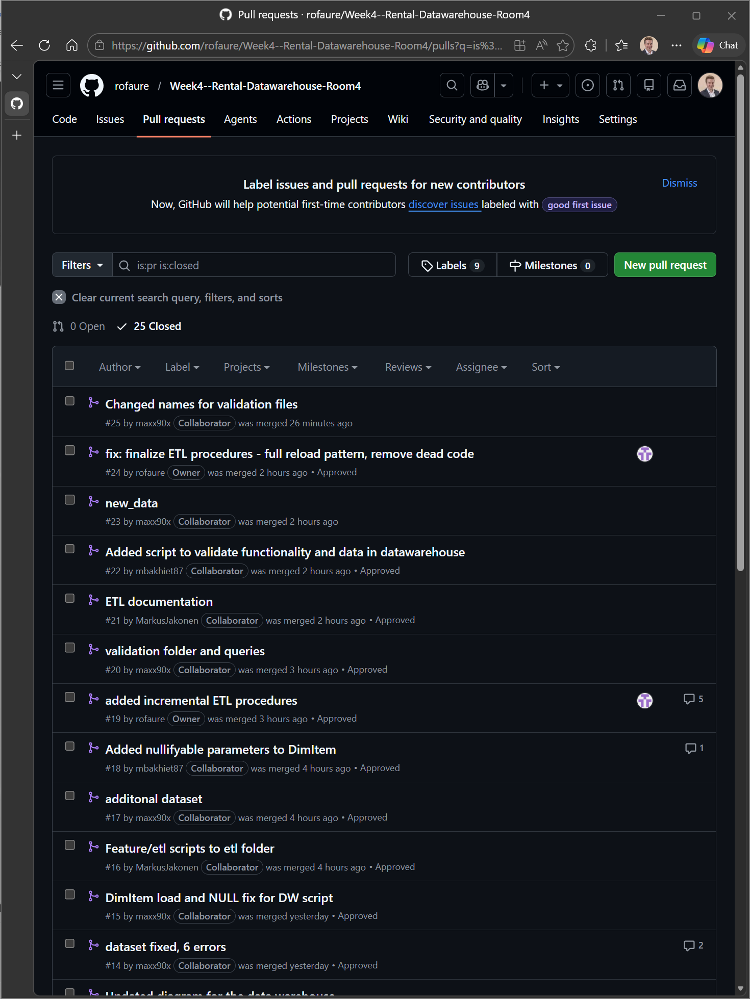 Pull requests · rofaure/Week4--Rental-Datawarehouse-Room4
https://github.com/rofaure/Week4--Rental-Datawarehouse-Room4/pulls?q=is%3...
Chat
rofaure / Week4--Rental-Datawarehouse-Room4
Code Issues Pull requests Agents Actions Projects Wiki Security and quality Insights Settings
Label issues and pull requests for new contributors
Dismiss
Now, GitHub will help potential first-time contributors discover issues labeled with good first issue
Filters is:pr is:closed Labels 9 Milestones 0 New pull request
Clear current search query, filters, and sorts
0 Open 25 Closed
Author Label Projects Milestones Reviews Assignee Sort
Changed names for validation files
#25 by maxx90x Collaborator was merged 26 minutes ago
fix: finalize ETL procedures - full reload pattern, remove dead code
#24 by rofaure Owner was merged 2 hours ago • Approved
new_data
#23 by maxx90x Collaborator was merged 2 hours ago
Added script to validate functionality and data in datawarehouse
#22 by mbakhiet87 Collaborator was merged 2 hours ago • Approved
ETL documentation
#21 by MarkusJakonen Collaborator was merged 2 hours ago • Approved
validation folder and queries
#20 by maxx90x Collaborator was merged 3 hours ago • Approved
added incremental ETL procedures 5
#19 by rofaure Owner was merged 3 hours ago • Approved
Added nullifyable parameters to DimItem 1
#18 by mbakhiet87 Collaborator was merged 4 hours ago • Approved
additonal dataset
#17 by maxx90x Collaborator was merged 4 hours ago • Approved
Feature/etl scripts to etl folder
#16 by MarkusJakonen Collaborator was merged 4 hours ago • Approved
DimItem load and NULL fix for DW script
#15 by maxx90x Collaborator was merged yesterday • Approved
dataset fixed, 6 errors 2
#14 by maxx90x Collaborator was merged yesterday • Approved
Updated diagram for the data warehouse